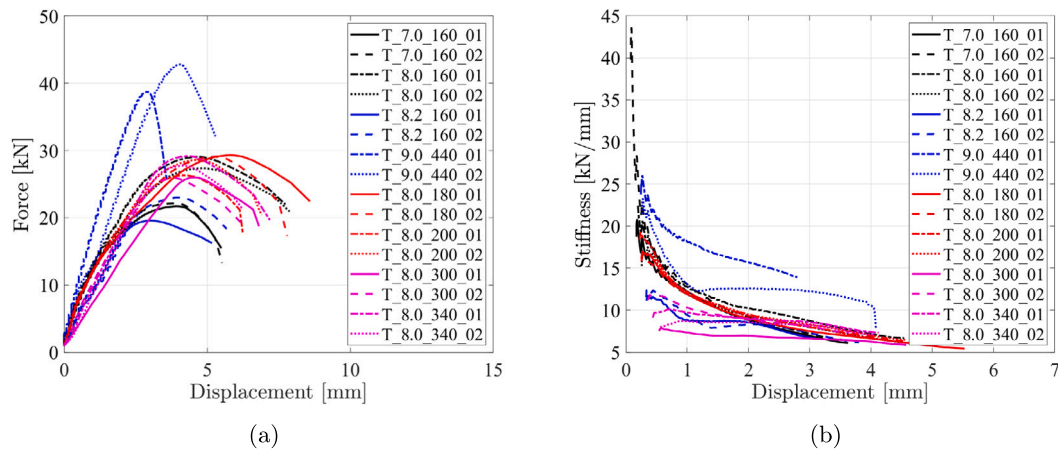 50
40
30
20
10
0
Force [kN]
0 5 10 15
Displacement [mm]
T_7.0_160_01
T_7.0_160_02
T_8.0_160_01
T_8.0_160_02
T_8.2_160_01
T_8.2_160_02
T_9.0_440_01
T_9.0_440_02
T_8.0_180_01
T_8.0_180_02
T_8.0_200_01
T_8.0_200_02
T_8.0_300_01
T_8.0_300_02
T_8.0_340_01
T_8.0_340_02
(a)
45
40
35
30
25
20
15
10
5
Stiffness [kN/mm]
0 1 2 3 4 5 6 7
Displacement [mm]
T_7.0_160_01
T_7.0_160_02
T_8.0_160_01
T_8.0_160_02
T_8.2_160_01
T_8.2_160_02
T_9.0_440_01
T_9.0_440_02
T_8.0_180_01
T_8.0_180_02
T_8.0_200_01
T_8.0_200_02
T_8.0_300_01
T_8.0_300_02
T_8.0_340_01
T_8.0_340_02
(b)